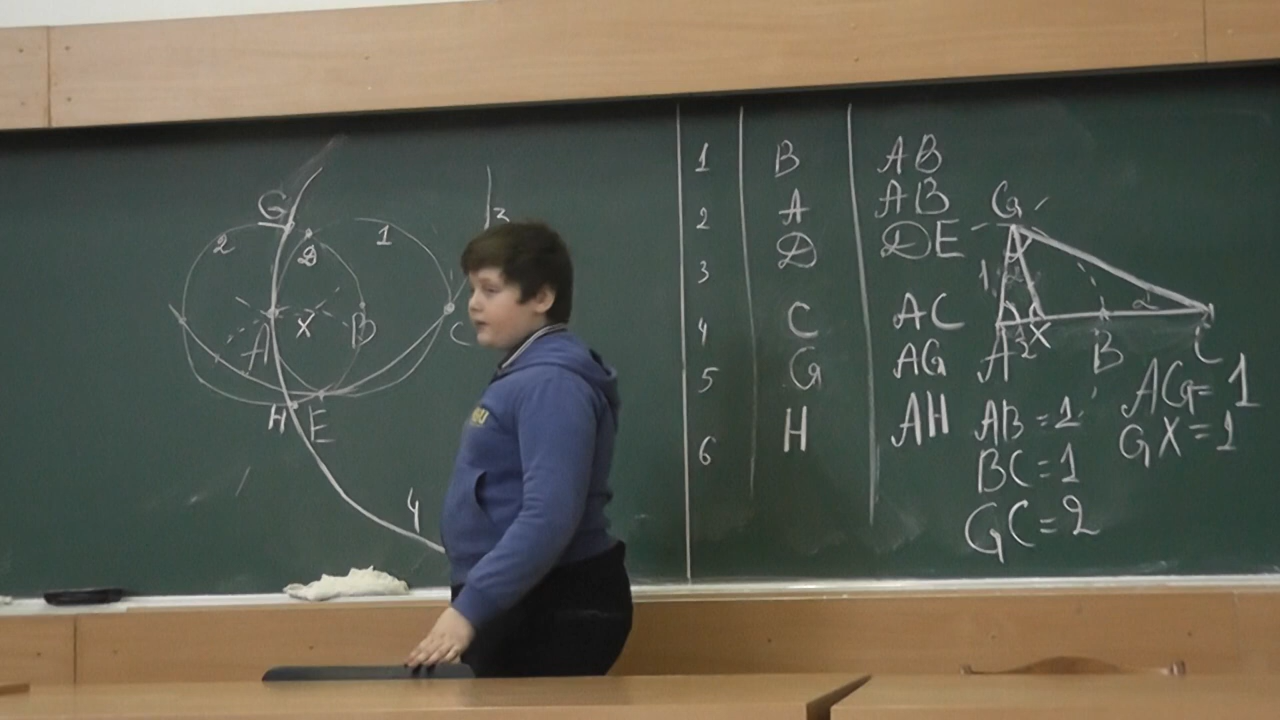 G
2
1
3
D
X
B
A
C
H
E
4
1 B AB
2 A AB
3 D DE
4 C AC
5 G AG
6 H AH
G
1
2
A
X
B
C
AB=1
BC=1
GC=2
AG=1
GX=1